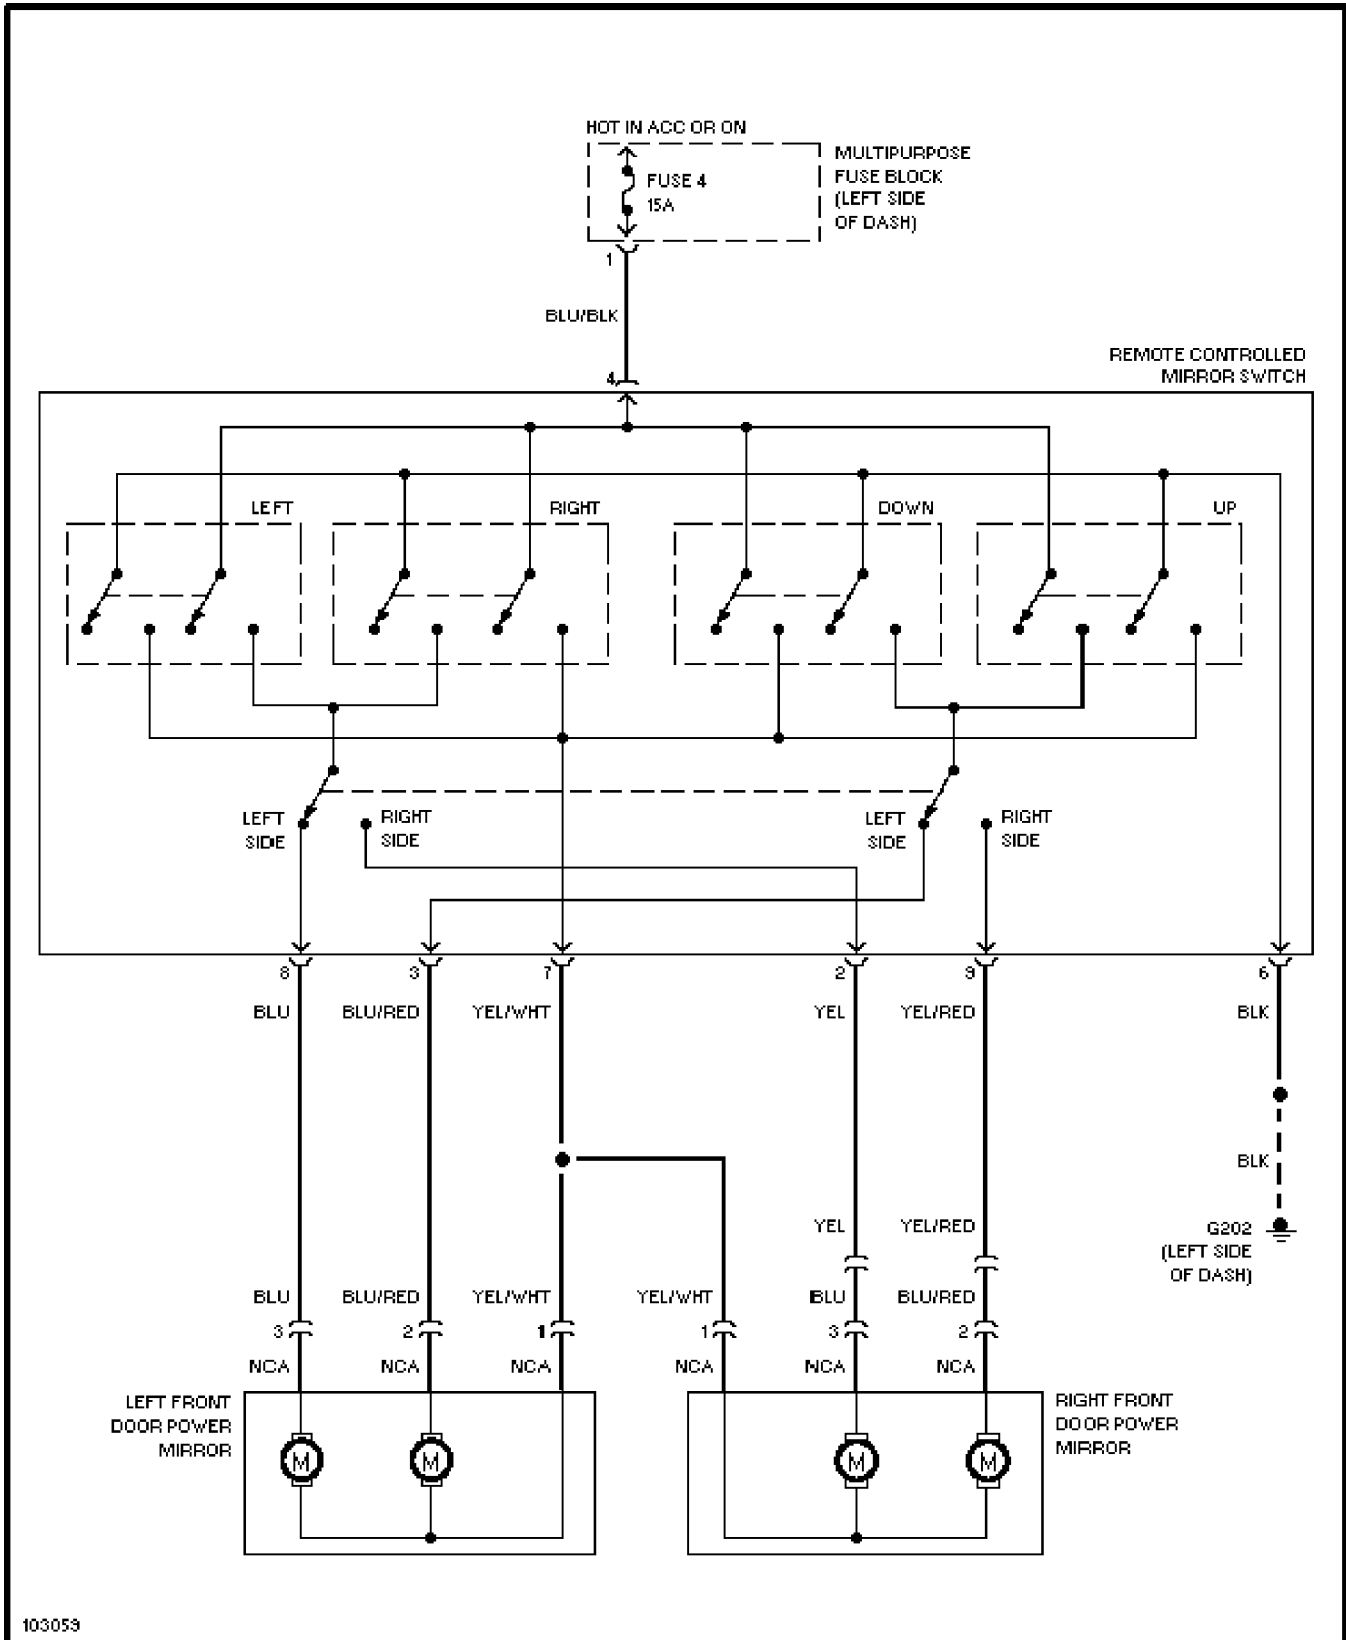 HOT IN ACC OR ON
FUSE 4
15A
MULTIPURPOSE
FUSE BLOCK
(LEFT SIDE
OF DASH)
1
BLU/BLK
4
REMOTE CONTROLLED
MIRROR SWITCH
LEFT
RIGHT
DOWN
UP
LEFT
SIDE
RIGHT
SIDE
LEFT
SIDE
RIGHT
SIDE
8 3 7 2 9 6
BLU BLU/RED YEL/WHT YEL YEL/RED BLK
BLK
YEL YEL/RED
G202
(LEFT SIDE
OF DASH)
BLU BLU/RED YEL/WHT YEL/WHT BLU BLU/RED
3 2 1 1 3 2
NCA NCA NCA NCA NCA NCA
LEFT FRONT
DOOR POWER
MIRROR
M M
RIGHT FRONT
DOOR POWER
MIRROR
M M
103059